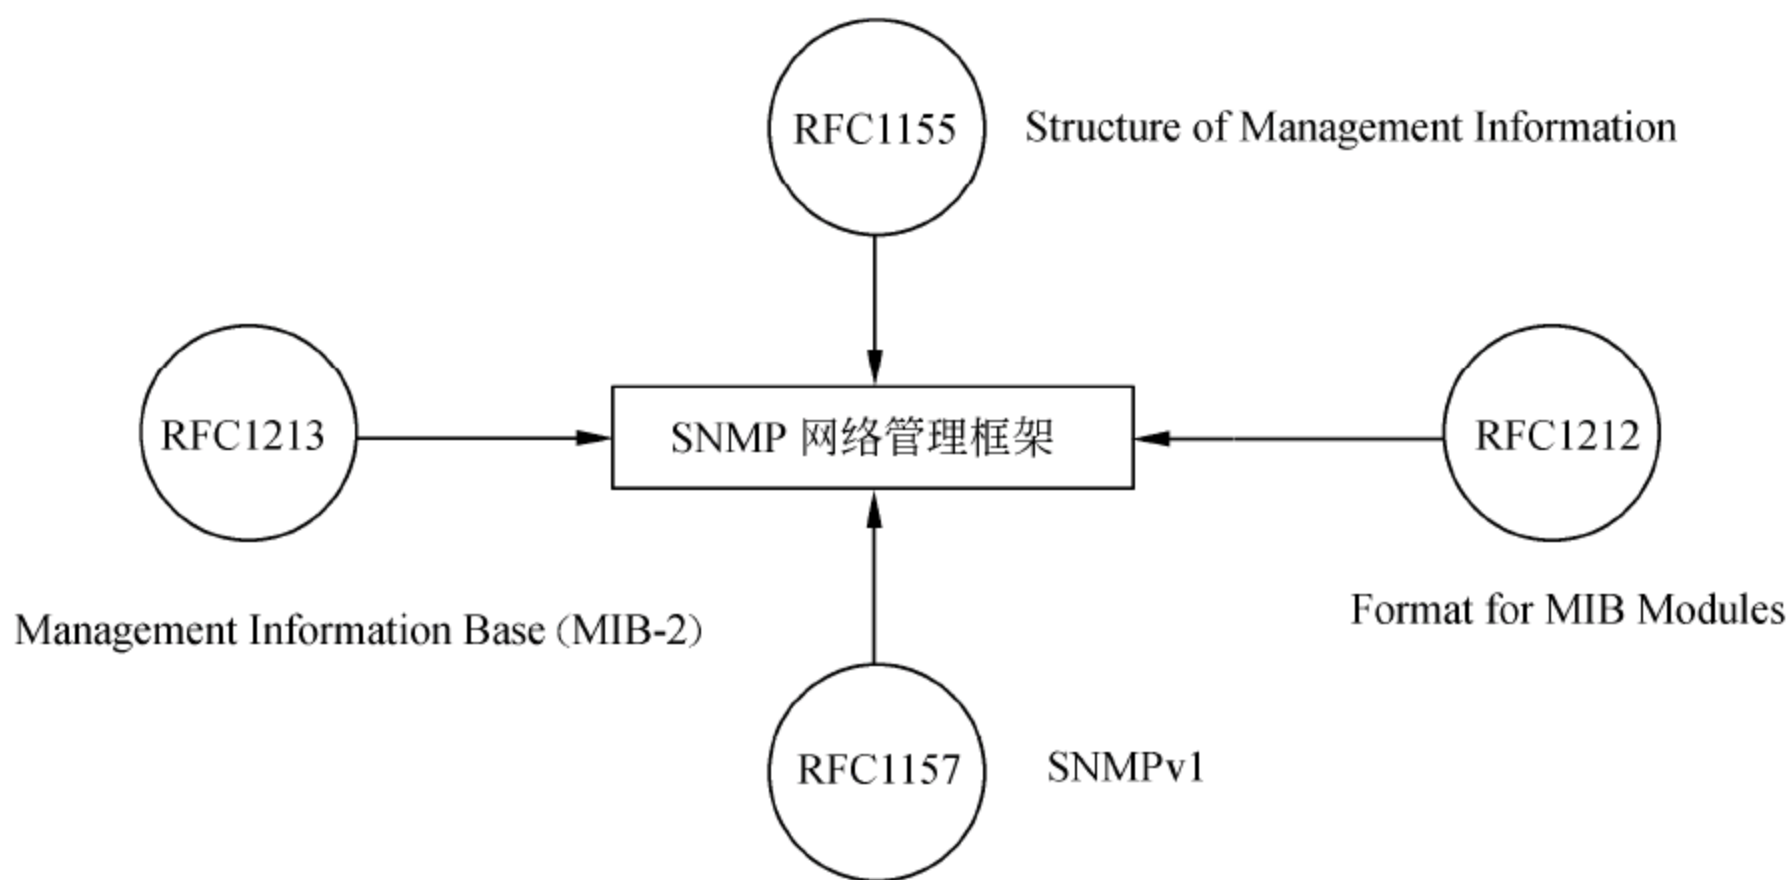 RFC1155
Structure of Management Information
RFC1213
SNMP 网络管理框架
RFC1212
Management Information Base (MIB-2)
Format for MIB Modules
RFC1157
SNMPv1